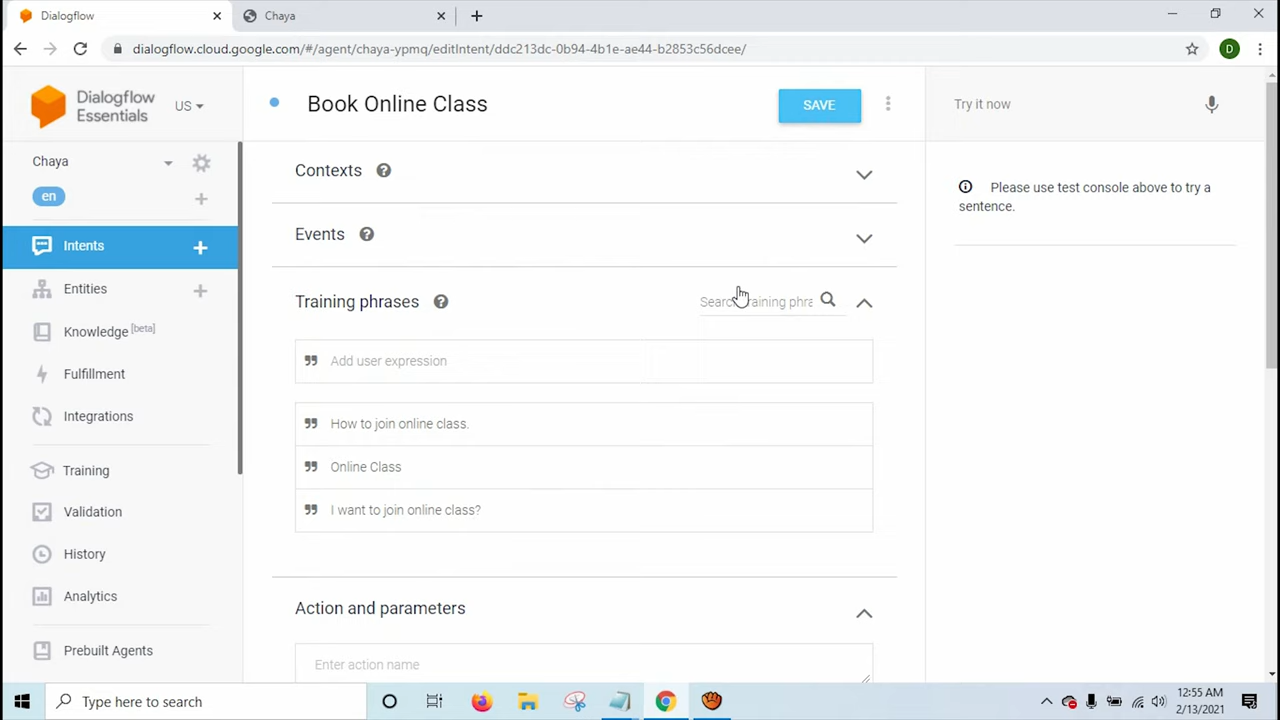 Dialogflow
Chaya
dialogflow.cloud.google.com/#/agent/chaya-ypmq/editIntent/ddc213dc-0b94-4b1e-ae44-b2853c56dcee/
D
Dialogflow
Essentials
US
Book Online Class
SAVE
Try it now
Chaya
en
Contexts
Please use test console above to try a
sentence.
Intents
Events
Entities
Training phrases
Search training phra
Knowledge [beta]
Add user expression
Fulfillment
Integrations
How to join online class.
Online Class
Training
I want to join online class?
Validation
History
Analytics
Action and parameters
Prebuilt Agents
Enter action name
Type here to search
12:55 AM
2/13/2021